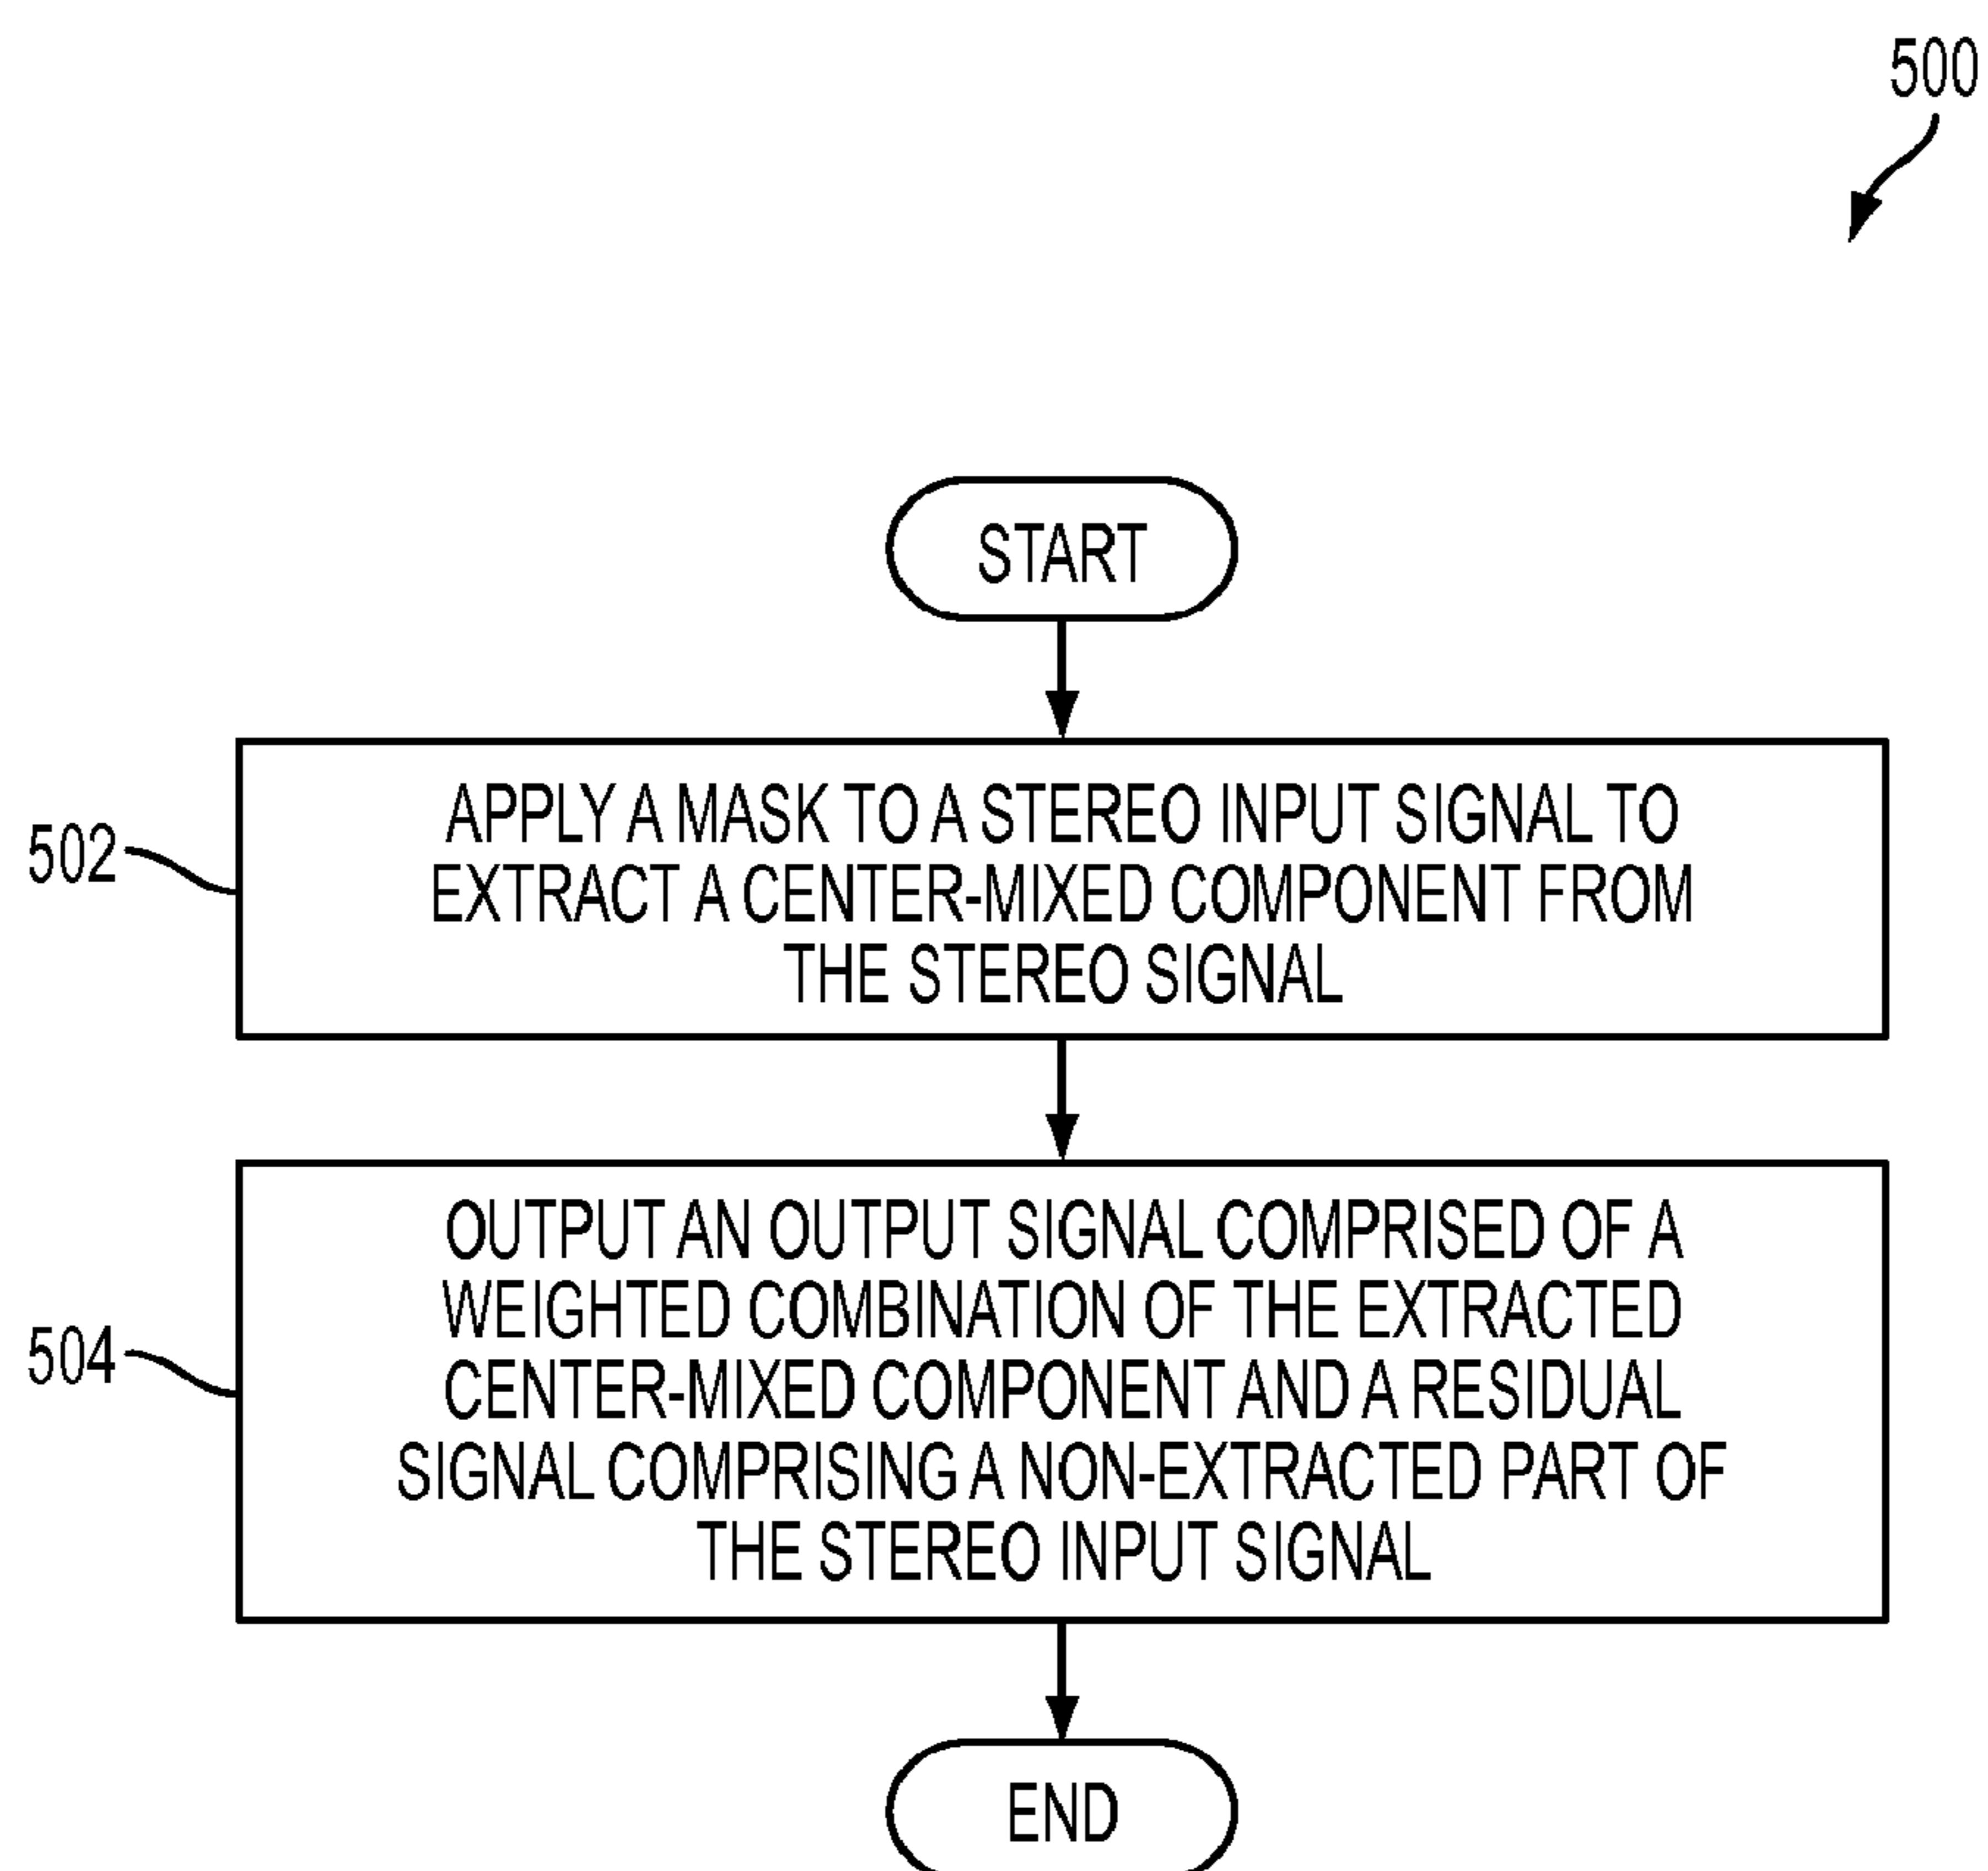 500
START
502
APPLY A MASK TO A STEREO INPUT SIGNAL TO
EXTRACT A CENTER-MIXED COMPONENT FROM
THE STEREO SIGNAL
504
OUTPUT AN OUTPUT SIGNAL COMPRISED OF A
WEIGHTED COMBINATION OF THE EXTRACTED
CENTER-MIXED COMPONENT AND A RESIDUAL
SIGNAL COMPRISING A NON-EXTRACTED PART OF
THE STEREO INPUT SIGNAL
END